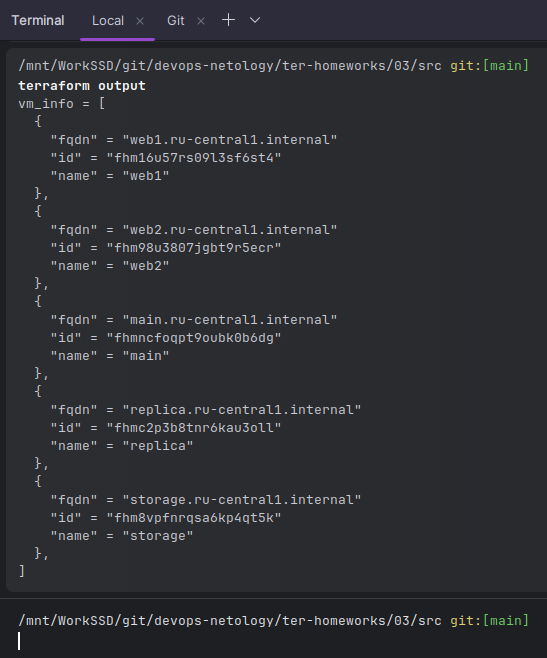 Terminal Local × Git × +
/mnt/WorkSSD/git/devops-netology/ter-homeworks/03/src git:[main]
terraform output
vm_info = [
  {
    "fqdn" = "web1.ru-central1.internal"
    "id" = "fhm16u57rs09l3sf6st4"
    "name" = "web1"
  },
  {
    "fqdn" = "web2.ru-central1.internal"
    "id" = "fhm98u3807jgbt9r5ecr"
    "name" = "web2"
  },
  {
    "fqdn" = "main.ru-central1.internal"
    "id" = "fhmncfoqpt9oubk0b6dg"
    "name" = "main"
  },
  {
    "fqdn" = "replica.ru-central1.internal"
    "id" = "fhmc2p3b8tnr6kau3oll"
    "name" = "replica"
  },
  {
    "fqdn" = "storage.ru-central1.internal"
    "id" = "fhm8vpfnrqsa6kp4qt5k"
    "name" = "storage"
  },
]
/mnt/WorkSSD/git/devops-netology/ter-homeworks/03/src git:[main]